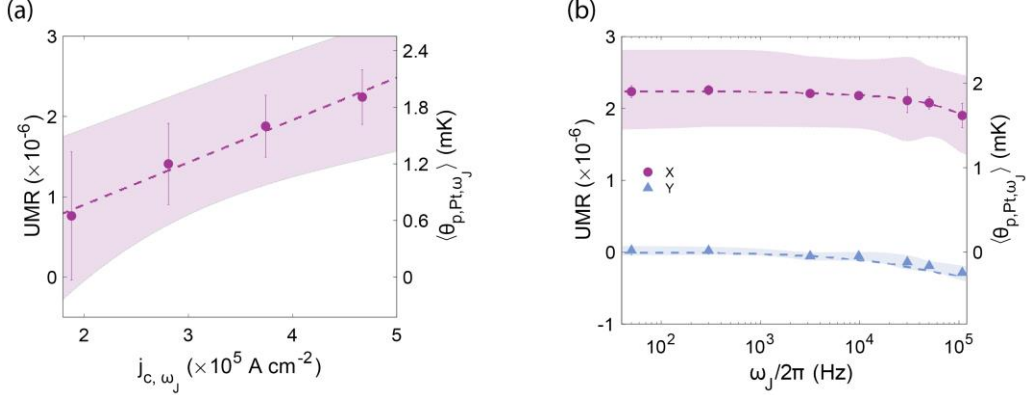 (a)
3
2
1
0
UMR (×10⁻⁶)
2.4
1.8
1.2
0.6
0
⟨θp,Pt,ωJ⟩ (mK)
2
3
4
5
jc, ωJ (×10⁵ A cm⁻²)
(b)
3
2
1
0
-1
UMR (×10⁻⁶)
X
Y
2
1
0
⟨θp,Pt,ωJ⟩ (mK)
10²
10³
10⁴
10⁵
ωJ/2π (Hz)